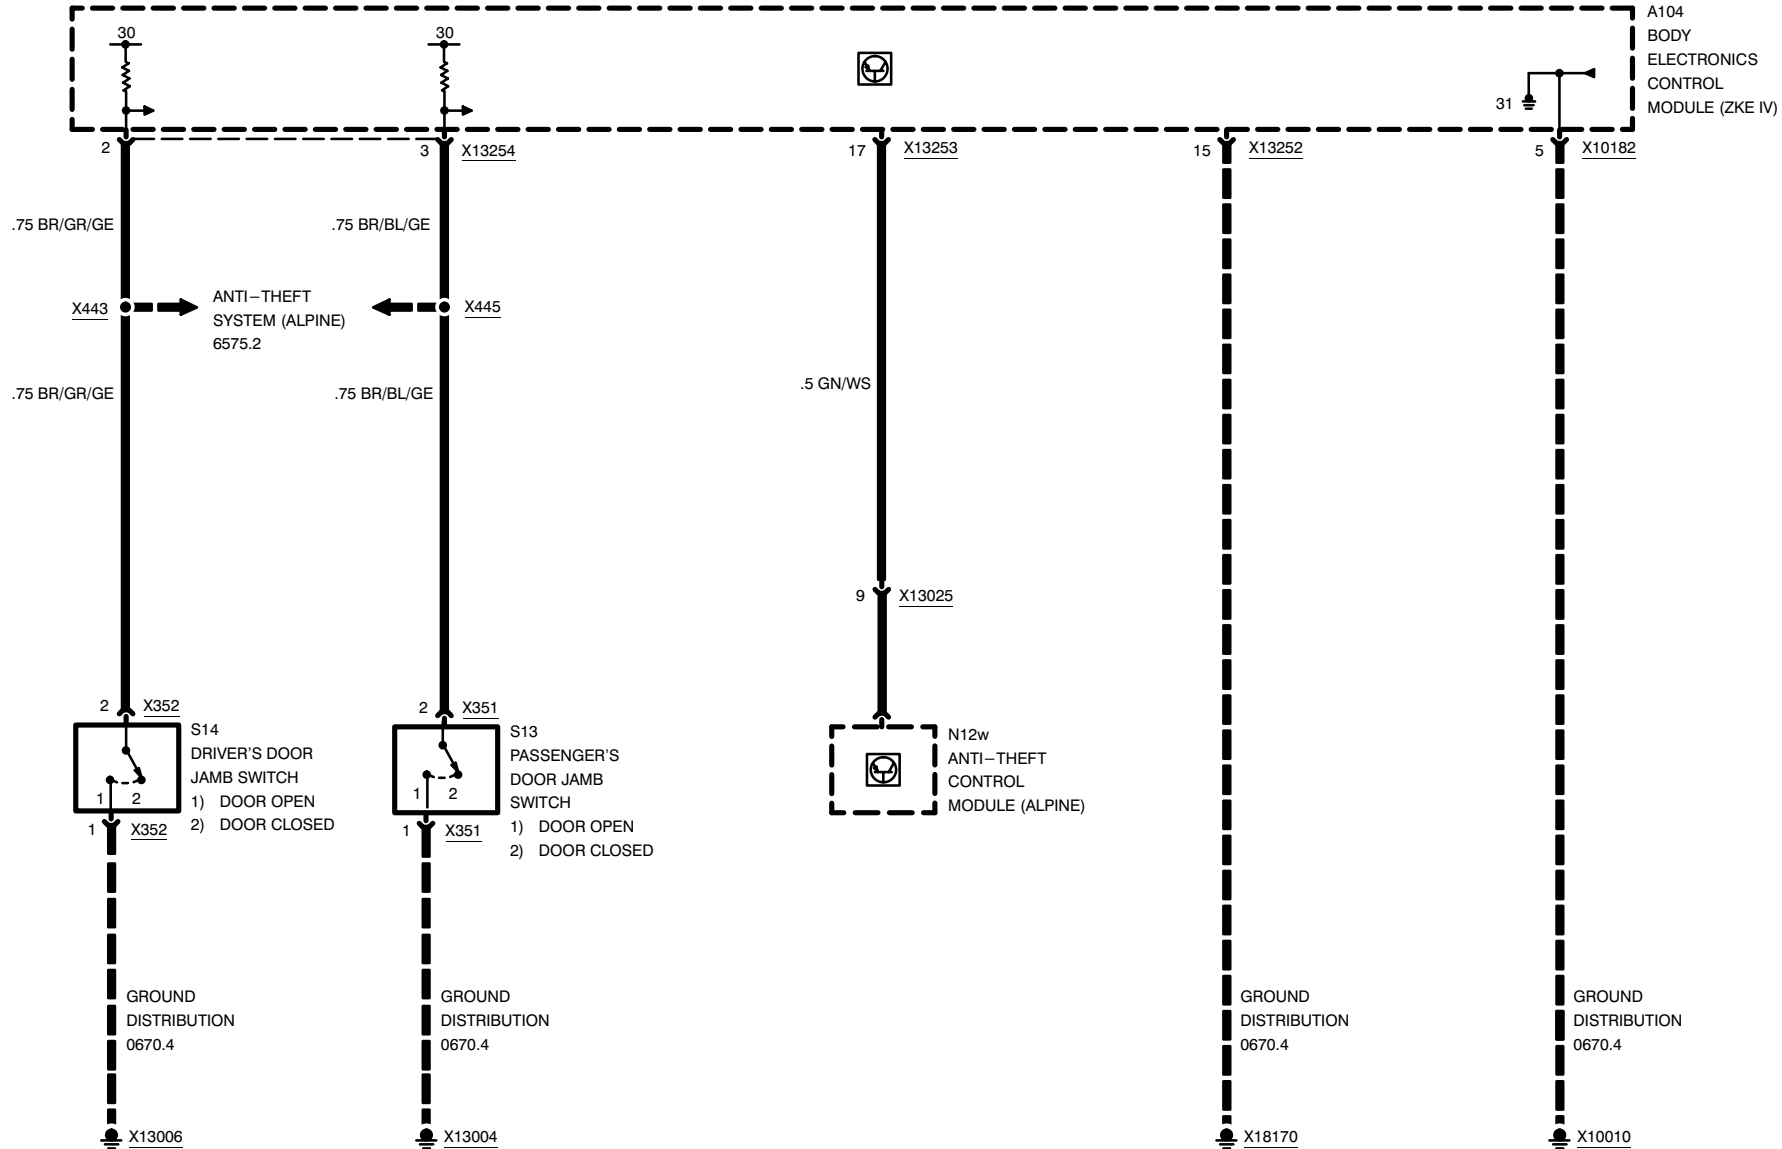 30
30
31
A104
BODY
ELECTRONICS
CONTROL
MODULE (ZKE IV)
2
3
X13254
17
X13253
15
X13252
5
X10182
.75 BR/GR/GE
.75 BR/BL/GE
X443
ANTI–THEFT
SYSTEM (ALPINE)
6575.2
X445
.75 BR/GR/GE
.75 BR/BL/GE
.5 GN/WS
9
X13025
2
X352
S14
DRIVER'S DOOR
JAMB SWITCH
1) DOOR OPEN
2) DOOR CLOSED
1
2
1
X352
2
X351
S13
PASSENGER'S
DOOR JAMB
SWITCH
1) DOOR OPEN
2) DOOR CLOSED
1
2
1
X351
N12w
ANTI–THEFT
CONTROL
MODULE (ALPINE)
GROUND
DISTRIBUTION
0670.4
GROUND
DISTRIBUTION
0670.4
GROUND
DISTRIBUTION
0670.4
GROUND
DISTRIBUTION
0670.4
X13006
X13004
X18170
X10010